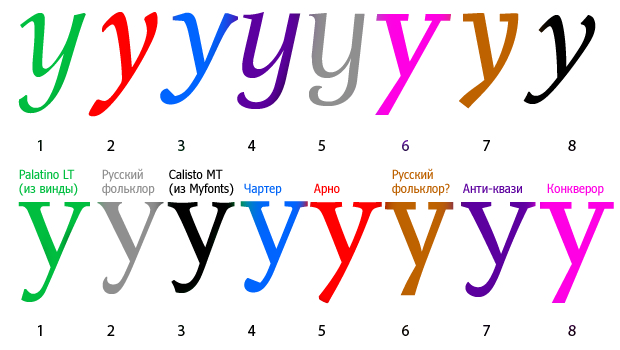 у у у у у у у у
1 2 3 4 5 6 7 8
Palatino LT Русский Calisto MT Русский
(из винды) фольклор (из Myfonts) Чартер Арно фольклор? Анти-квази Конкверор
у у у у у у у у
1 2 3 4 5 6 7 8